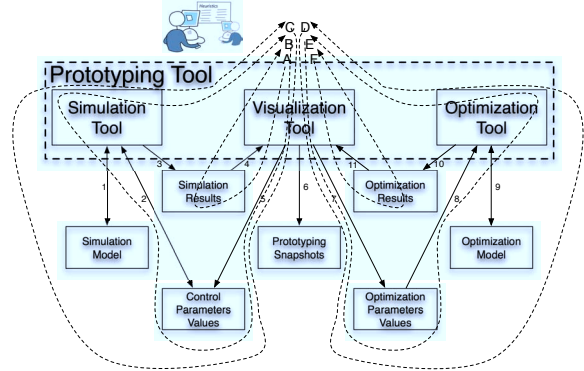 Heuristics
C D
B E
A F
Prototyping Tool
Simulation
Tool
Visualization
Tool
Optimization
Tool
3
4
11
10
1
2
Simulation
Results
5
6
7
Optimization
Results
8
9
Simulation
Model
Prototyping
Snapshots
Optimization
Model
Control
Parameters
Values
Optimization
Parameters
Values